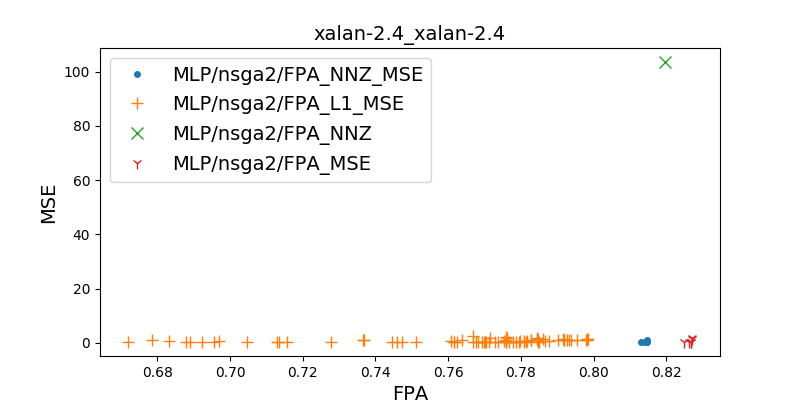 xalan-2.4_xalan-2.4
MLP/nsga2/FPA_NNZ_MSE
MLP/nsga2/FPA_L1_MSE
MLP/nsga2/FPA_NNZ
MLP/nsga2/FPA_MSE
MSE
100
80
60
40
20
0
0.68 0.70 0.72 0.74 0.76 0.78 0.80 0.82
FPA